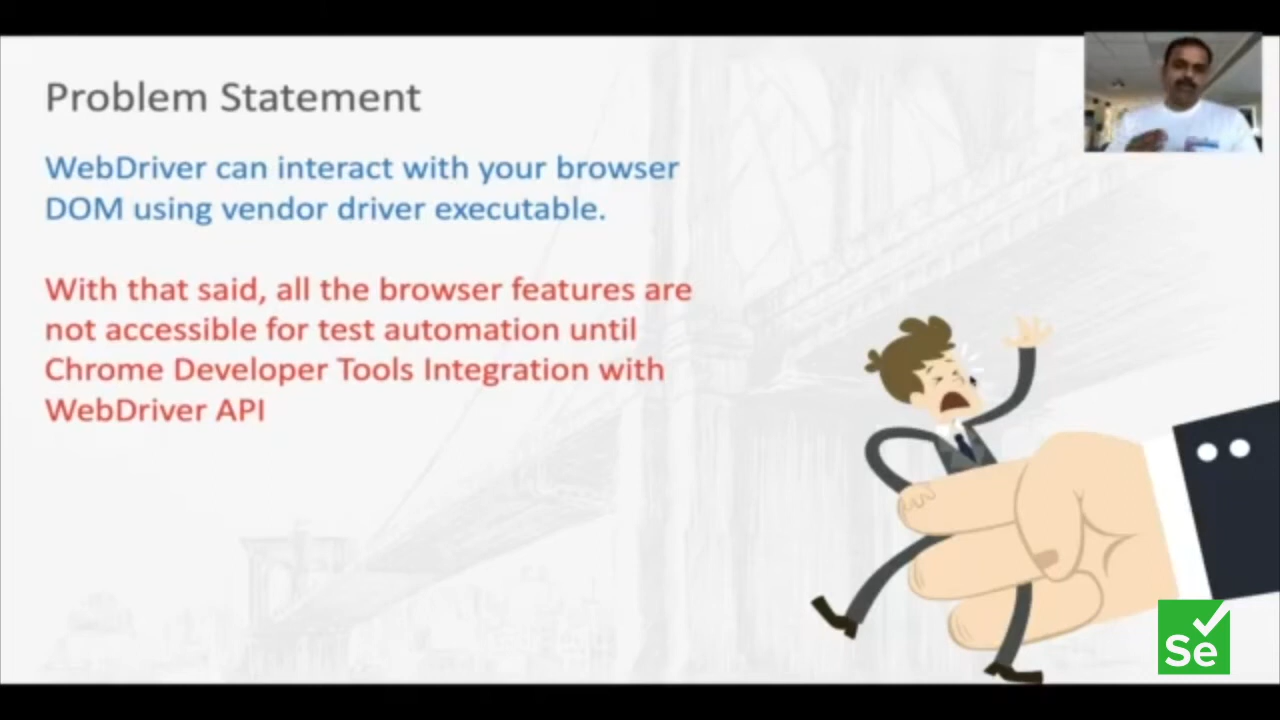 Problem Statement
WebDriver can interact with your browser
DOM using vendor driver executable.
With that said, all the browser features are
not accessible for test automation until
Chrome Developer Tools Integration with
WebDriver API
Se